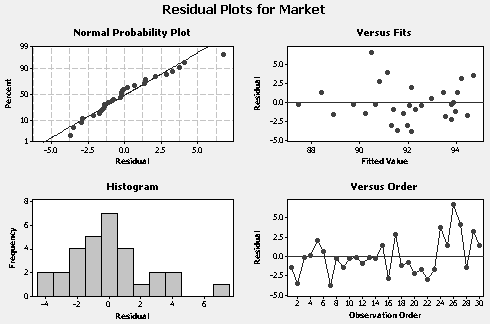 Residual Plots for Market
Normal Probability Plot
99
90
50
10
1
Percent
-5.0 -2.5 0.0 2.5 5.0
Residual
Versus Fits
5.0
2.5
0.0
-2.5
-5.0
Residual
88 90 92 94
Fitted Value
Histogram
8
6
4
2
0
Frequency
-4 -2 0 2 4 6
Residual
Versus Order
5.0
2.5
0.0
-2.5
-5.0
Residual
2 4 6 8 10 12 14 16 18 20 22 24 26 28 30
Observation Order